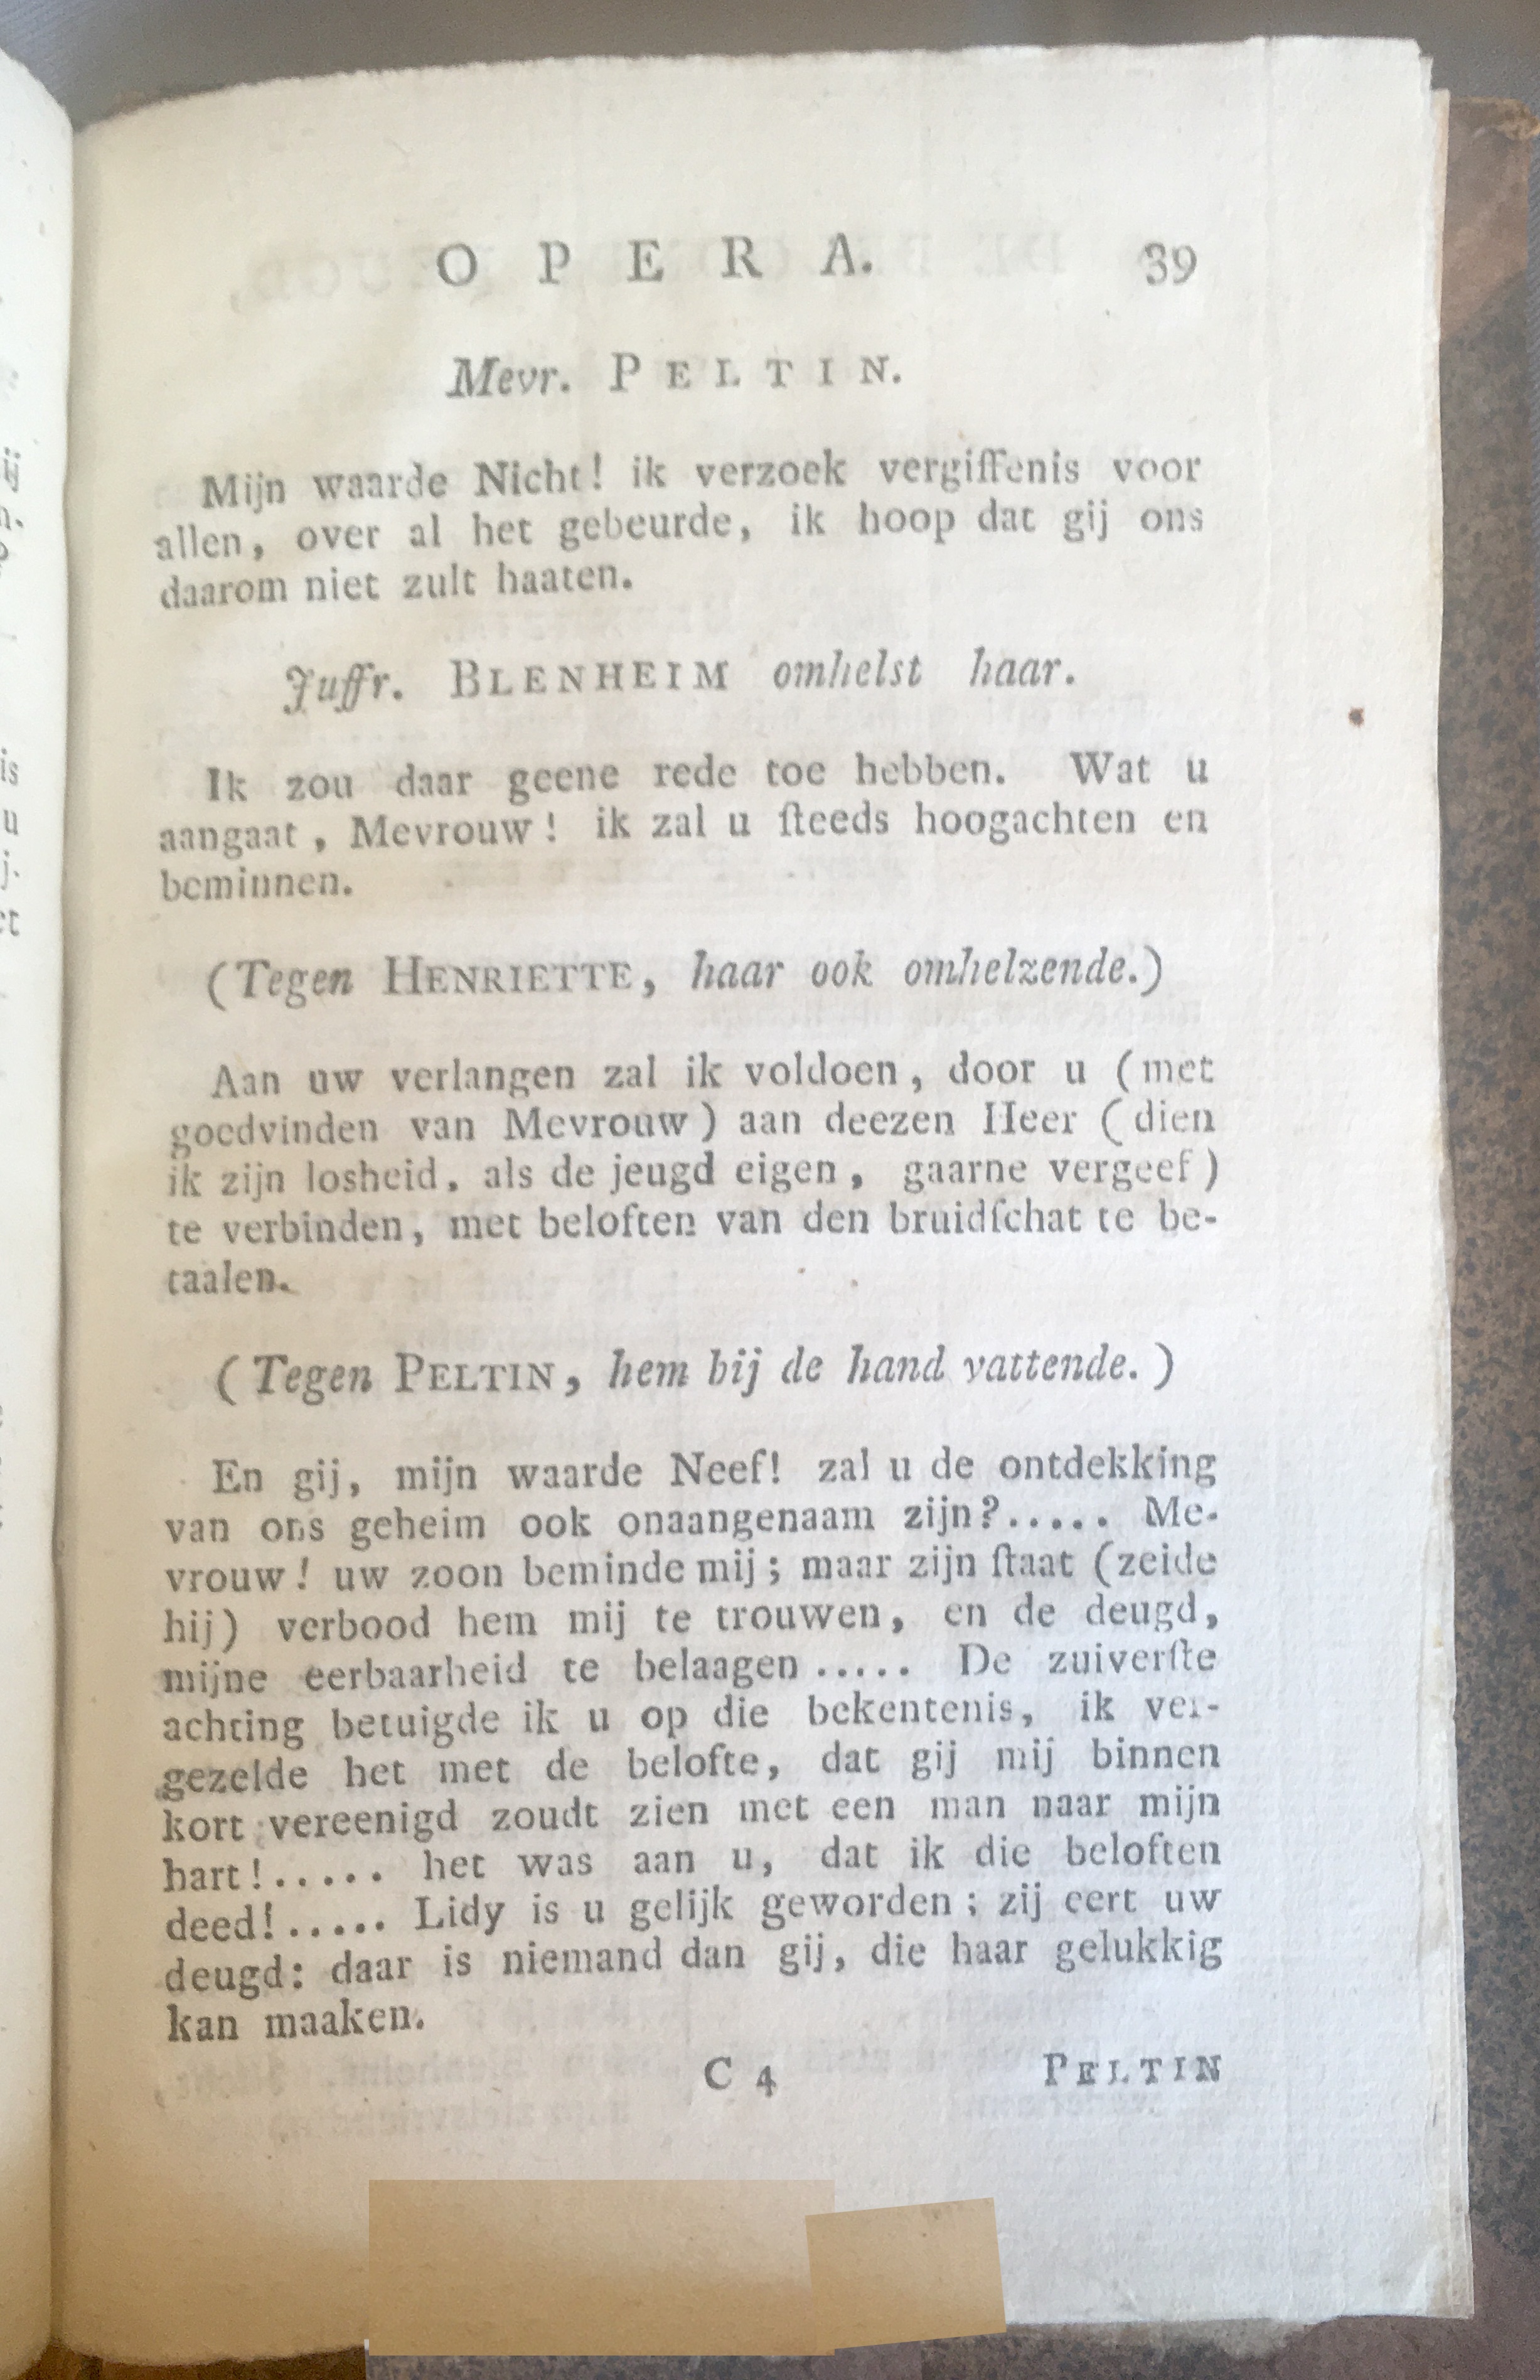 OPERA. 39
Mevr. PELTIN.
Mijn waarde Nicht! ik verzoek vergiffenis voor
allen, over al het gebeurde, ik hoop dat gij ons
daarom niet zult haaten.
Juffr. BLENHEIM omhelst haar.
Ik zou daar geene rede toe hebben. Wat u
aangaat, Mevrouw! ik zal u ſteeds hoogachten en
beminnen.
(Tegen HENRIETTE, haar ook omhelzende.)
Aan uw verlangen zal ik voldoen, door u (met
goedvinden van Mevrouw) aan deezen Heer (dien
ik zijn losheid, als de jeugd eigen, gaarne vergeef)
te verbinden, met beloften van den bruidſchat te be-
taalen.
(Tegen PELTIN, hem bij de hand vattende.)
En gij, mijn waarde Neef! zal u de ontdekking
van ons geheim ook onaangenaam zijn?..... Me-
vrouw! uw zoon beminde mij; maar zijn ſtaat (zeide
hij) verbood hem mij te trouwen, en de deugd,
mijne eerbaarheid te belaagen..... De zuiverſte
achting betuigde ik u op die bekentenis, ik ver-
gezelde het met de belofte, dat gij mij binnen
kort vereenigd zoudt zien met een man naar mijn
hart!..... het was aan u, dat ik die beloften
deed!..... Lidy is u gelijk geworden; zij eert uw
deugd: daar is niemand dan gij, die haar gelukkig
kan maaken.
C 4 PELTIN